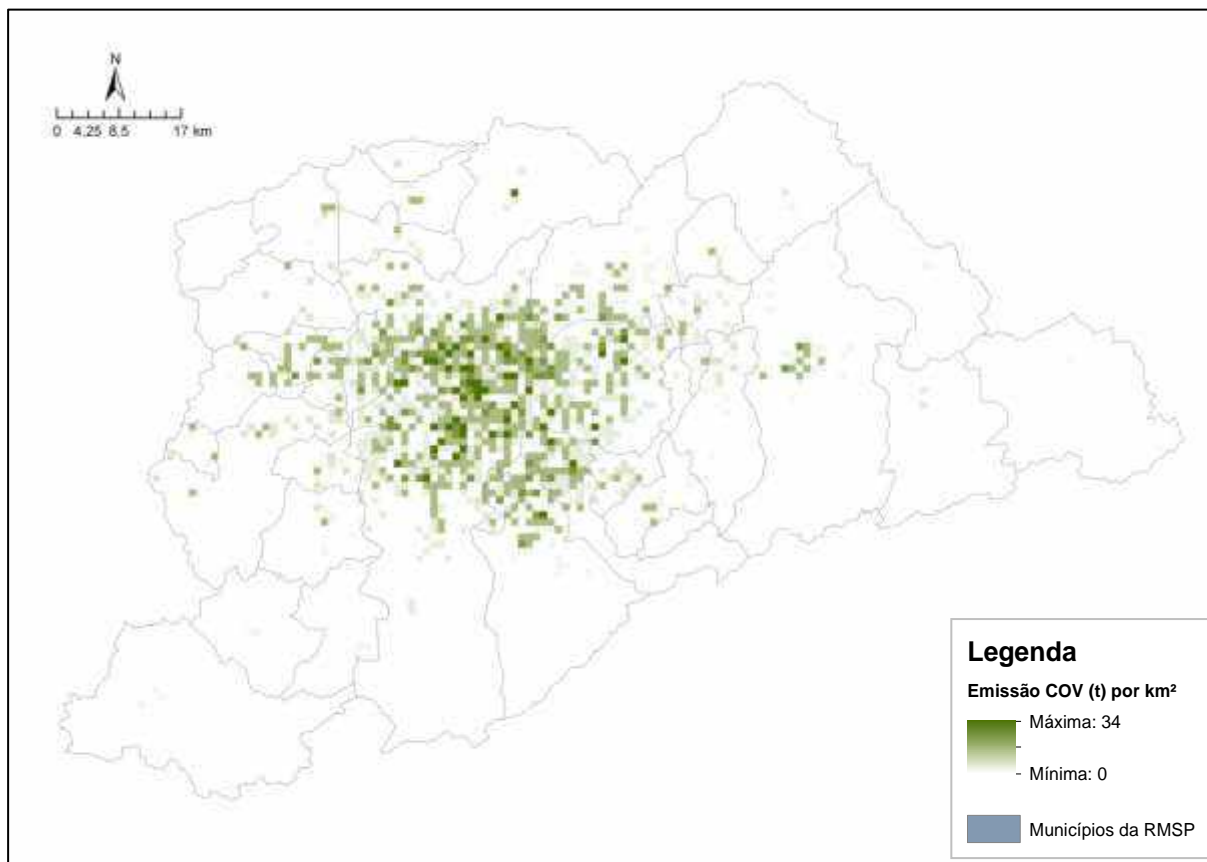 N
0 4,25 8,5 17 km
Legenda
Emissão COV (t) por km²
Máxima: 34
Mínima: 0
Municípios da RMSP